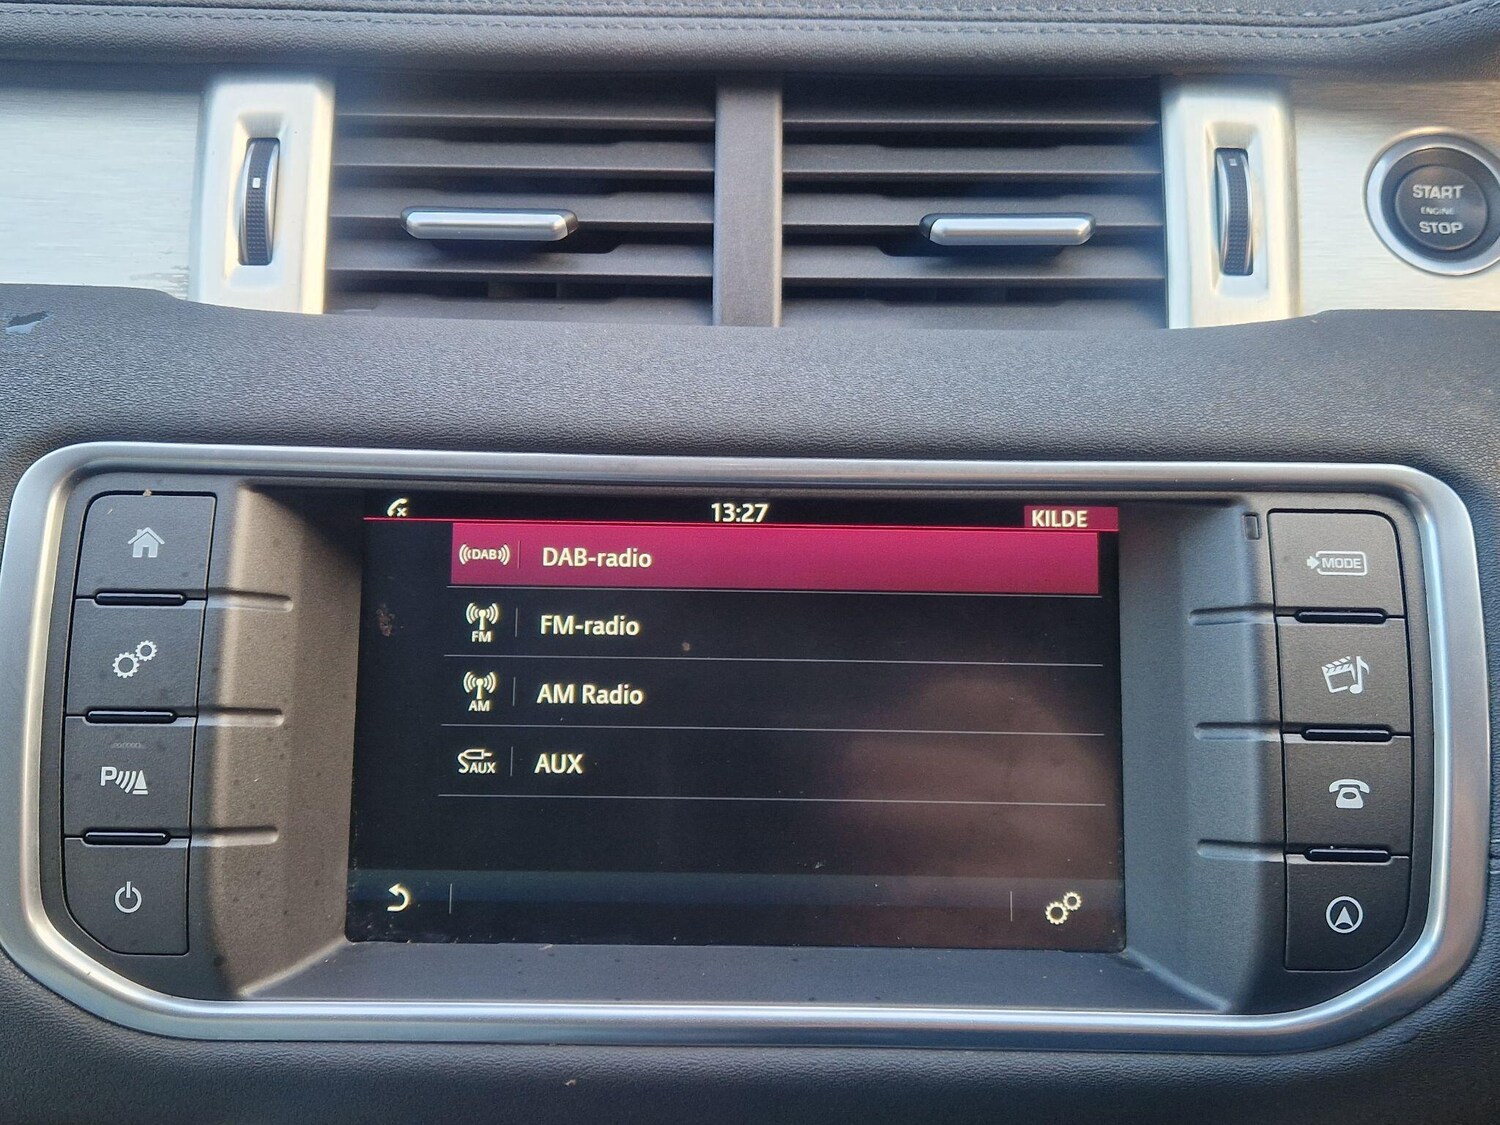 START
ENGINE
STOP
13:27
KILDE
DAB
DAB-radio
FM
FM-radio
AM
AM Radio
AUX
AUX
MODE
P